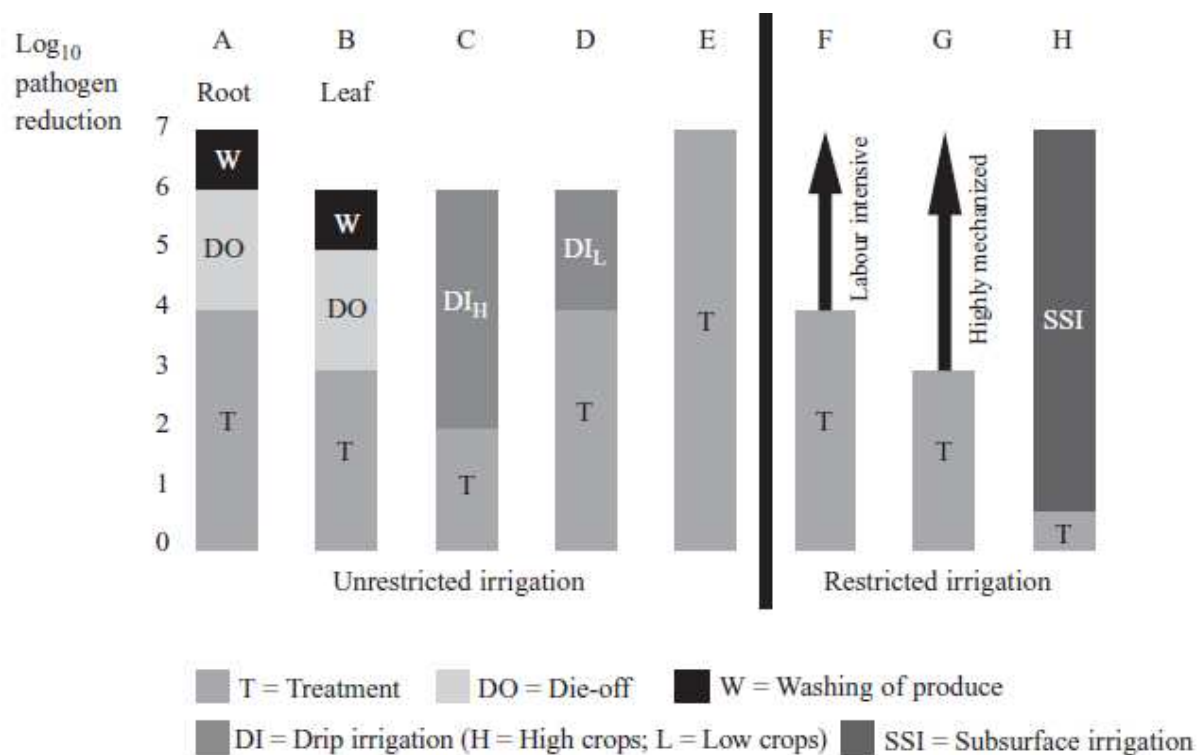 Log₁₀
pathogen
reduction
A B C D E F G H
Root Leaf
7
6
5
4
3
2
1
0
W
DO
T
W
DO
T
DI_H
T
DI_L
T
T
Labour intensive
T
Highly mechanized
T
SSI
T
Unrestricted irrigation
Restricted irrigation
T = Treatment
DO = Die-off
W = Washing of produce
DI = Drip irrigation (H = High crops; L = Low crops)
SSI = Subsurface irrigation